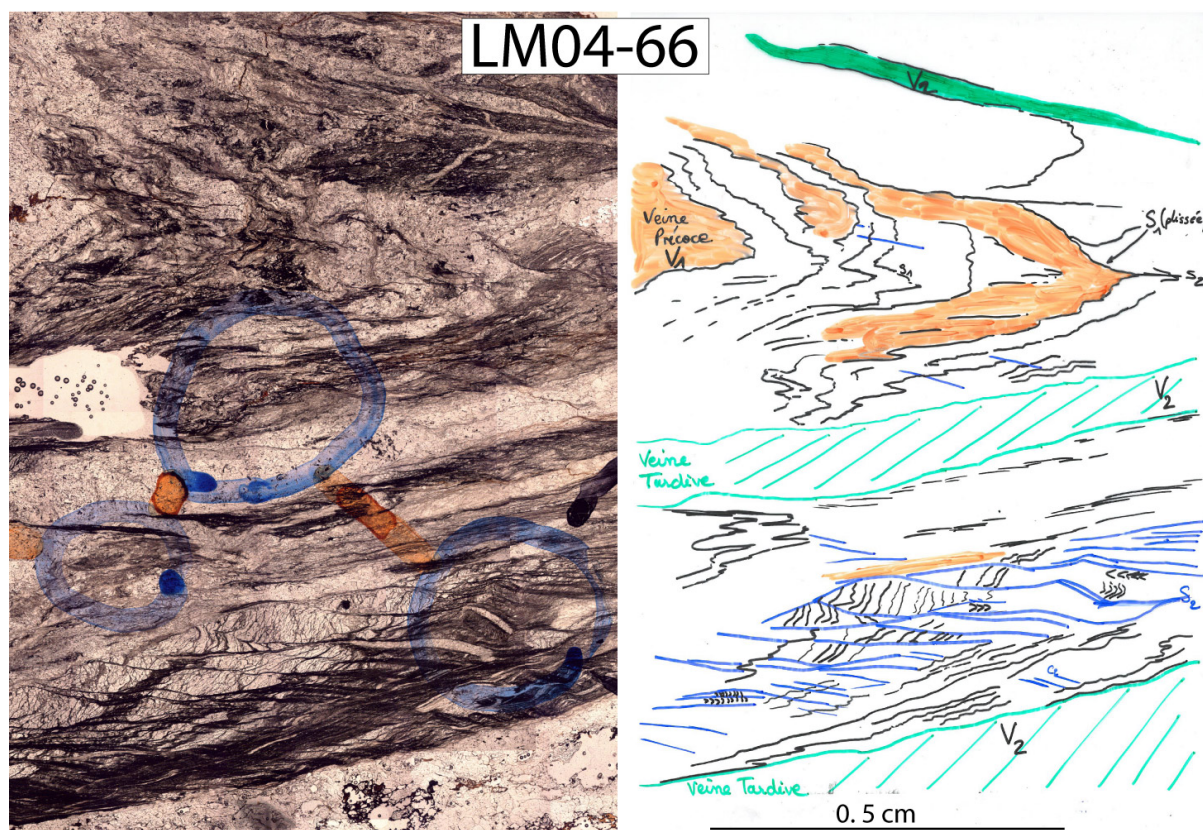 LM04-66
V2
Veine
Précoce
V1
S1 (plissée)
S1
S2
V2
Veine
Tardive
S2
V2
Veine Tardive
0.5 cm